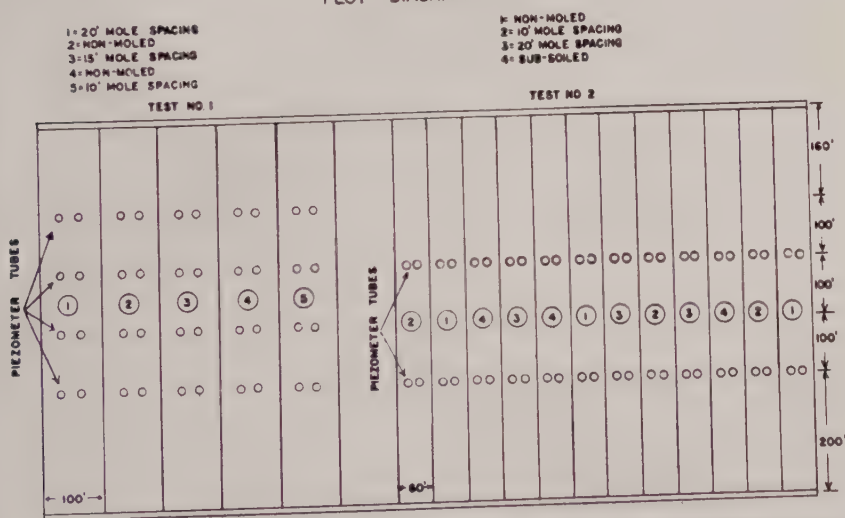 1= 20' MOLE SPACING
2= NON-MOLED
3= 15' MOLE SPACING
4= NON-MOLED
5= 10' MOLE SPACING
TEST NO. 1
1= NON-MOLED
2= 10' MOLE SPACING
3= 20' MOLE SPACING
4= SUB-SOILED
TEST NO 2
160'
100'
100'
100'
200'
PIEZOMETER TUBES
1 2 3 4 5
PIEZOMETER TUBES
2 1 4 3 4 1 3 2 3 4 2 1
100'
60'